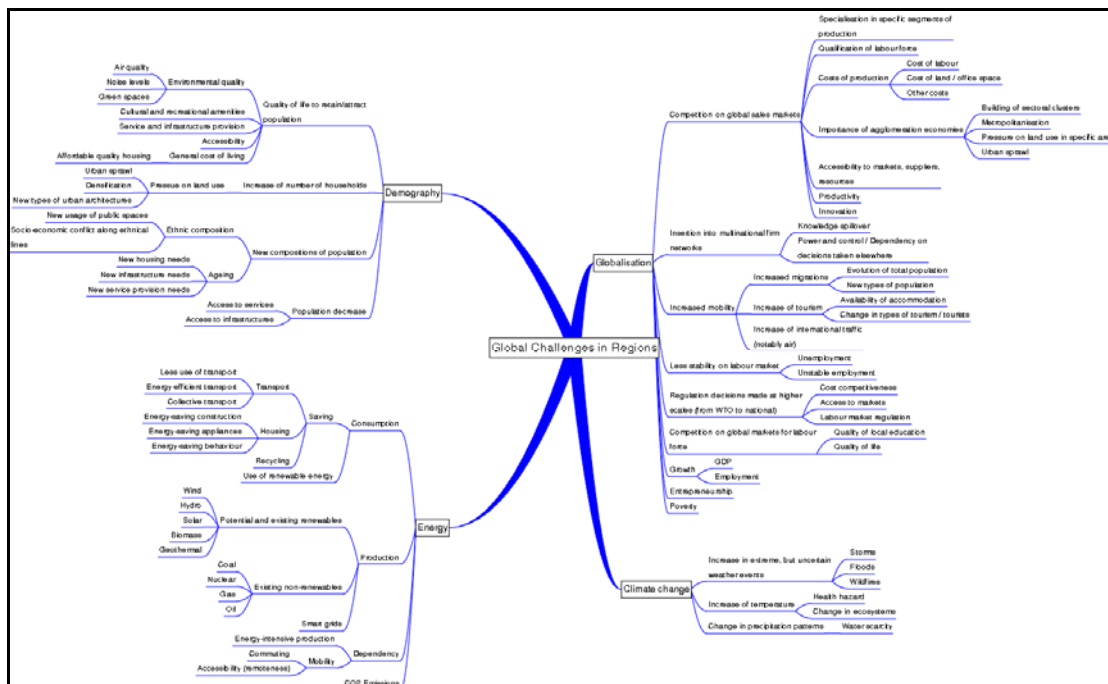 Global Challenges in Regions
Demography
Quality of life to retain/attract
population
Environmental quality
Air quality
Noise levels
Green spaces
Cultural and recreational amenities
Service and infrastructure provision
Accessibility
General cost of living
Affordable quality housing
Increase of number of households
Pressue on land use
Urban sprawl
Densification
New types of urban architectures
New compositions of population
Ethnic composition
New usage of public spaces
Socio-economic conflict along ethnical
lines
Ageing
New housing needs
New infrastructure needs
New service provision needs
Population decrease
Access to services
Access to infrastructures
Energy
Consumption
Saving
Transport
Less use of transport
Energy efficient transport
Collective transport
Housing
Energy-saving construction
Energy-saving appliances
Energy-saving behaviour
Recycling
Use of renewable energy
Production
Potential and existing renewables
Wind
Hydro
Solar
Biomass
Geothermal
Existing non-renewables
Coal
Nuclear
Gas
Oil
Smart grids
Dependency
Energy-intensive production
Mobility
Commuting
Accessibility (remoteness)
Globalisation
Competition on global sales markets
Specialisation in specific segments of
production
Qualification of labour force
Costs of production
Cost of labour
Cost of land / office space
Other costs
Importance of agglomeration economies
Building of sectoral clusters
Metropolitanisation
Pressure on land use in specific
Urban sprawl
Accessibility to markets, suppliers,
resources
Productivity
Innovation
Insertion into multinational firm
networks
Knowledge spillover
Power and control / Dependency on
decisions taken elsewhere
Increased mobility
Increased migrations
Evolution of total population
New types of population
Increase of tourism
Availability of accommodation
Change in types of tourism / tourists
Increase of international traffic
(notably air)
Less stability on labour market
Unemployment
Unstable employment
Regulation decisions made at higher
scales (from WTO to national)
Cost competitiveness
Access to markets
Labour market regulation
Competition on global markets for labour
force
Quality of local education
Quality of life
Growth
GDP
Employment
Entrepreneurship
Poverty
Climate change
Increase in extreme, but uncertain
weather events
Storms
Floods
Wildfires
Increase of temperature
Health hazard
Change in ecosystems
Change in precipitation patterns
Water scarcity